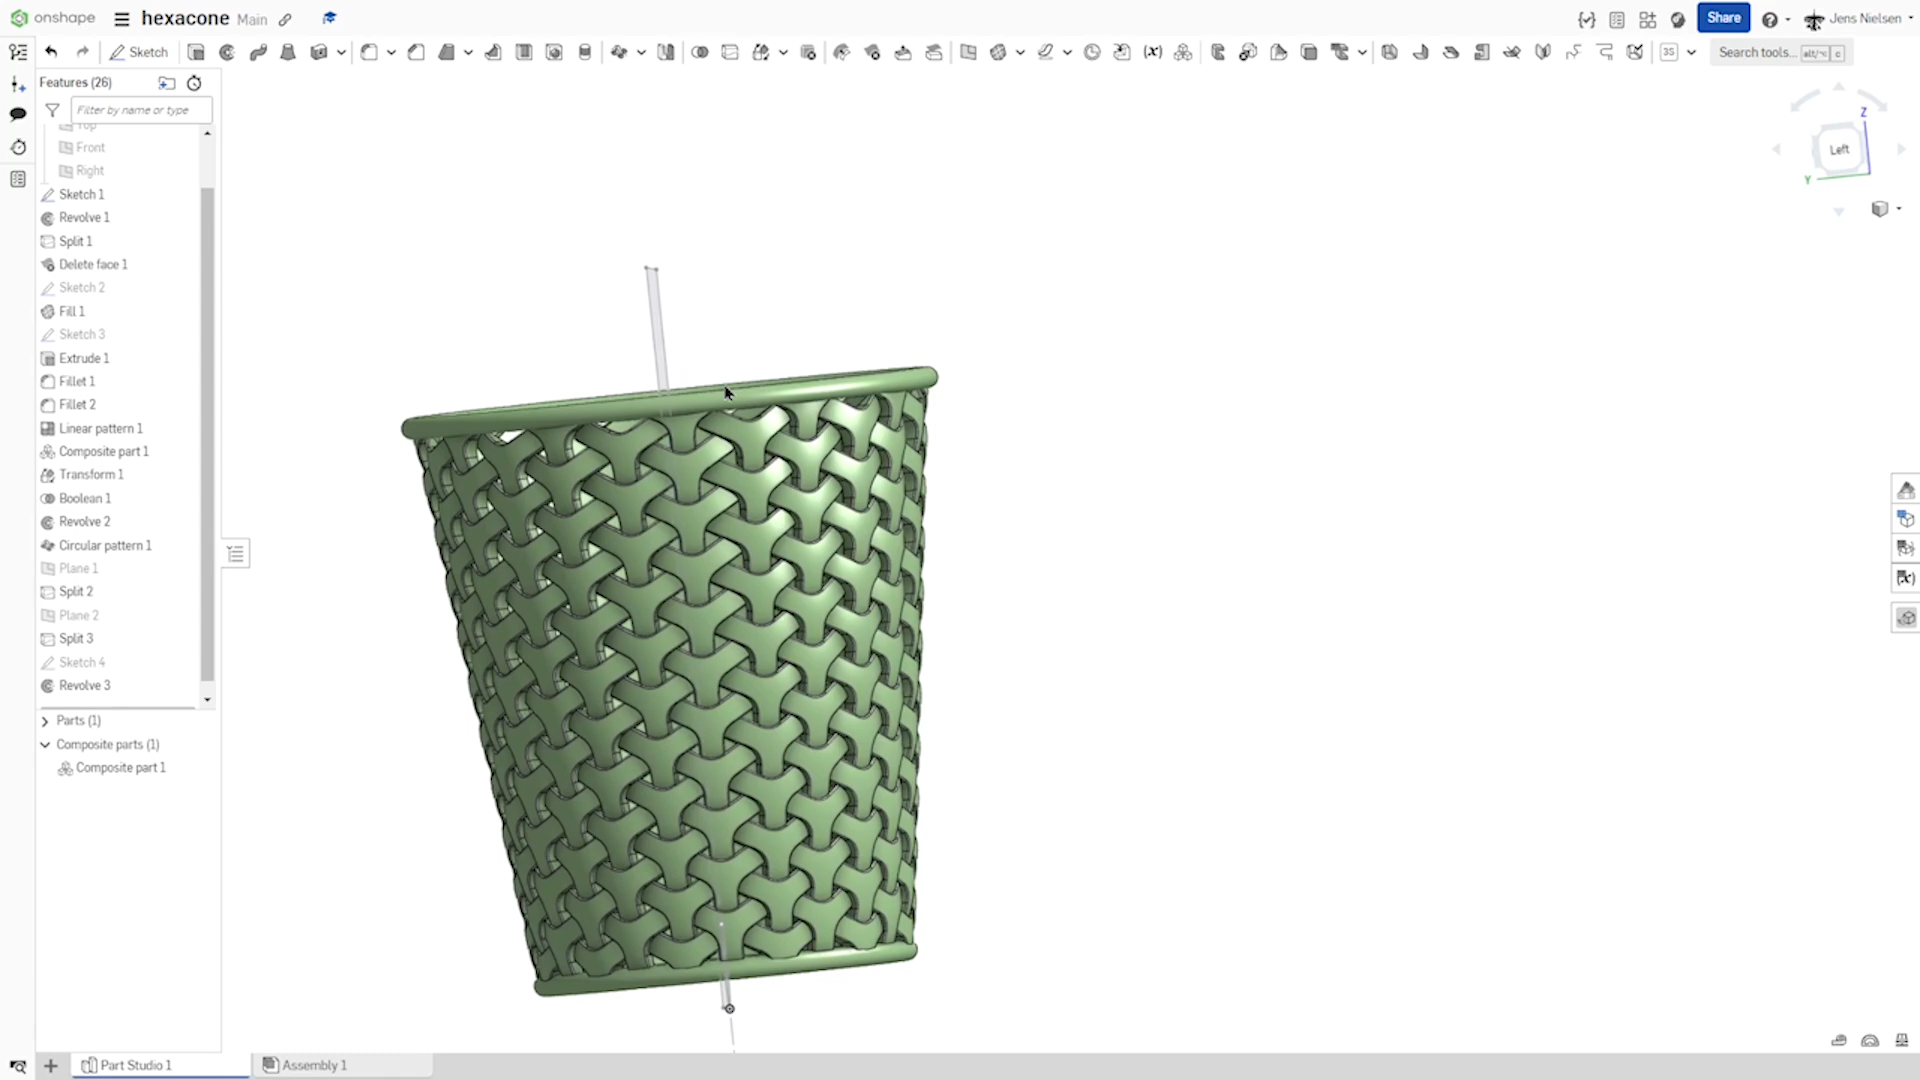 onshape
hexacone Main
Share
Jens Nielsen
Sketch
Search tools... alt/⌥ c
Features (26)
Filter by name or type
Top
Front
Right
Sketch 1
Revolve 1
Split 1
Delete face 1
Sketch 2
Fill 1
Sketch 3
Extrude 1
Fillet 1
Fillet 2
Linear pattern 1
Composite part 1
Transform 1
Boolean 1
Revolve 2
Circular pattern 1
Plane 1
Split 2
Plane 2
Split 3
Sketch 4
Revolve 3
Parts (1)
Composite parts (1)
Composite part 1
Z
Left
Y
Part Studio 1
Assembly 1